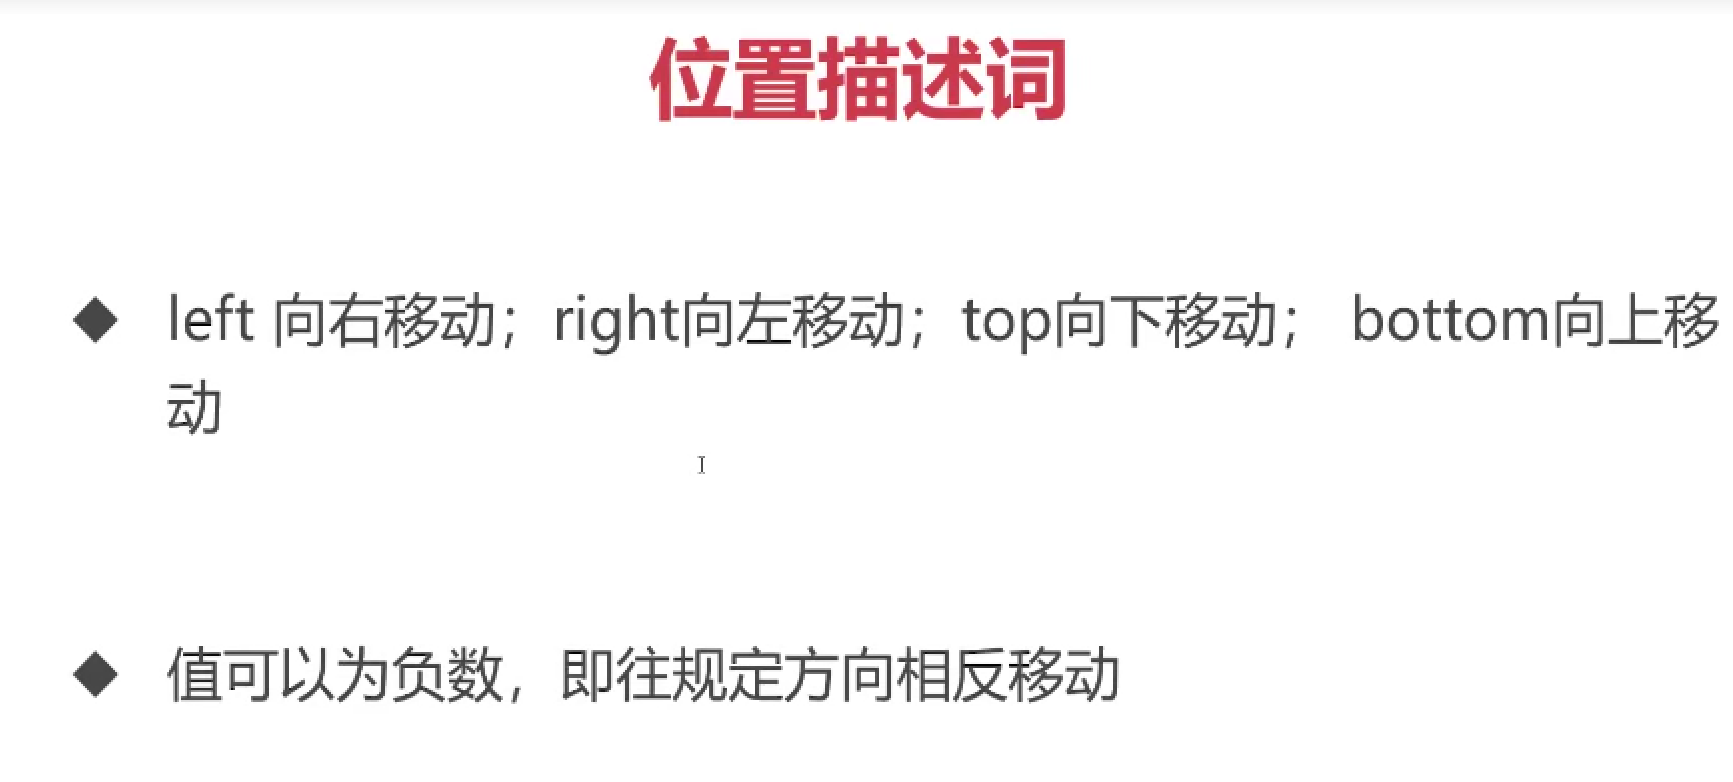 位置描述词
◆ left 向右移动；right向左移动；top向下移动； bottom向上移
动
◆ 值可以为负数，即往规定方向相反移动